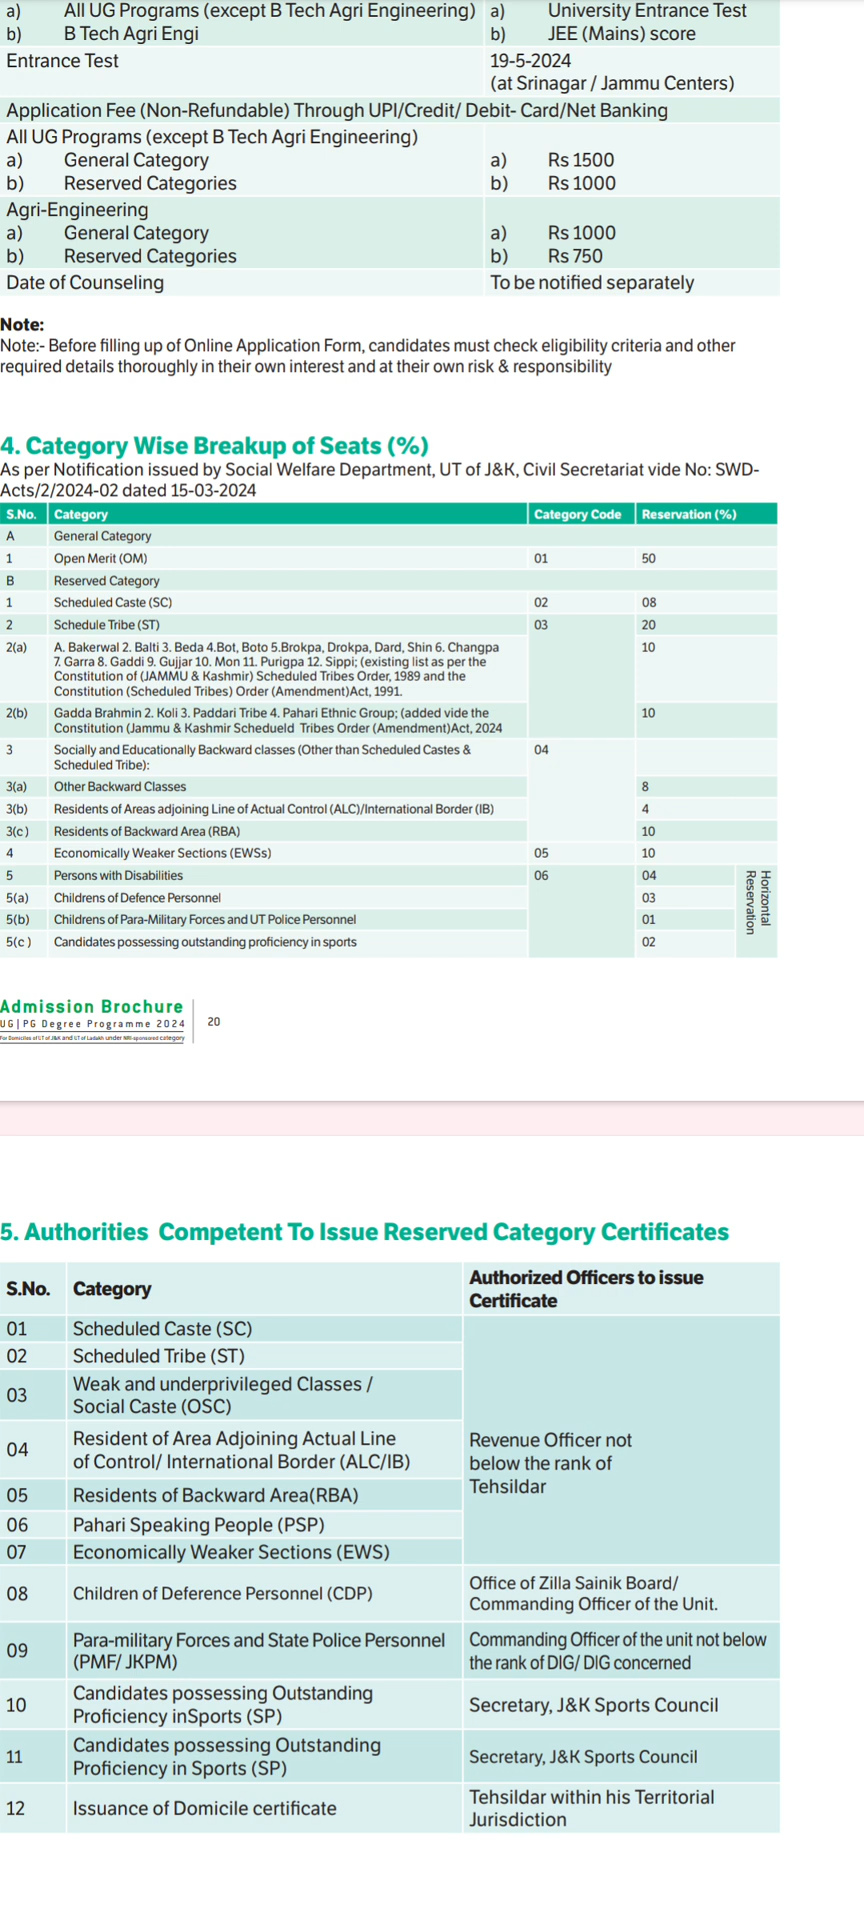 a) All UG Programs (except B Tech Agri Engineering) a) University Entrance Test
b) B Tech Agri Engi b) JEE (Mains) score
Entrance Test 19-5-2024
(at Srinagar / Jammu Centers)
Application Fee (Non-Refundable) Through UPI/Credit/ Debit- Card/Net Banking
All UG Programs (except B Tech Agri Engineering)
a) General Category a) Rs 1500
b) Reserved Categories b) Rs 1000
Agri-Engineering
a) General Category a) Rs 1000
b) Reserved Categories b) Rs 750
Date of Counseling To be notified separately
Note:
Note:- Before filling up of Online Application Form, candidates must check eligibility criteria and other
required details thoroughly in their own interest and at their own risk & responsibility
4. Category Wise Breakup of Seats (%)
As per Notification issued by Social Welfare Department, UT of J&K, Civil Secretariat vide No: SWD-
Acts/2/2024-02 dated 15-03-2024
S.No. Category Category Code Reservation (%)
A General Category
1 Open Merit (OM) 01 50
B Reserved Category
1 Scheduled Caste (SC) 02 08
2 Schedule Tribe (ST) 03 20
2(a) A. Bakerwal 2. Balti 3. Beda 4.Bot, Boto 5.Brokpa, Drokpa, Dard, Shin 6. Changpa 10
7. Garra 8. Gaddi 9. Gujjar 10. Mon 11. Purigpa 12. Sippi; (existing list as per the
Constitution of (JAMMU & Kashmir) Scheduled Tribes Order, 1989 and the
Constitution (Scheduled Tribes) Order (Amendment)Act, 1991.
2(b) Gadda Brahmin 2. Koli 3. Paddari Tribe 4. Pahari Ethnic Group; (added vide the 10
Constitution (Jammu & Kashmir Schedueld Tribes Order (Amendment)Act, 2024
3 Socially and Educationally Backward classes (Other than Scheduled Castes & 04
Scheduled Tribe):
3(a) Other Backward Classes 8
3(b) Residents of Areas adjoining Line of Actual Control (ALC)/International Border (IB) 4
3(c ) Residents of Backward Area (RBA) 10
4 Economically Weaker Sections (EWSs) 05 10
5 Persons with Disabilities 06 04
5(a) Childrens of Defence Personnel 03
5(b) Childrens of Para-Military Forces and UT Police Personnel 01
5(c ) Candidates possessing outstanding proficiency in sports 02
Horizontal
Reservation
Admission Brochure
UG|PG Degree Programme 2024 20
For Domiciles of UT of J&K and UT of Ladakh under NRI-sponsored category
5. Authorities Competent To Issue Reserved Category Certificates
S.No. Category Authorized Officers to issue
Certificate
01 Scheduled Caste (SC)
02 Scheduled Tribe (ST)
03 Weak and underprivileged Classes /
Social Caste (OSC)
04 Resident of Area Adjoining Actual Line
of Control/ International Border (ALC/IB)
Revenue Officer not
below the rank of
Tehsildar
05 Residents of Backward Area(RBA)
06 Pahari Speaking People (PSP)
07 Economically Weaker Sections (EWS)
08 Children of Deference Personnel (CDP) Office of Zilla Sainik Board/
Commanding Officer of the Unit.
09 Para-military Forces and State Police Personnel Commanding Officer of the unit not below
(PMF/ JKPM) the rank of DIG/ DIG concerned
10 Candidates possessing Outstanding Secretary, J&K Sports Council
Proficiency inSports (SP)
11 Candidates possessing Outstanding Secretary, J&K Sports Council
Proficiency in Sports (SP)
12 Issuance of Domicile certificate Tehsildar within his Territorial
Jurisdiction